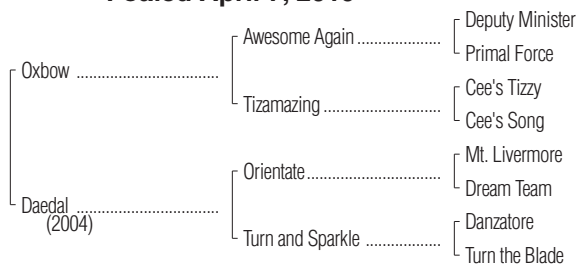 April
Deputy Minister
Awesome Again
Primal Force
Oxbow
Cee's Tizzy
Tizamazing
Cee's Song
Mt. Livermore
Orientate
Dream Team
Daedal
(2004)
Danzatore
Turn and Sparkle
Turn the Blade